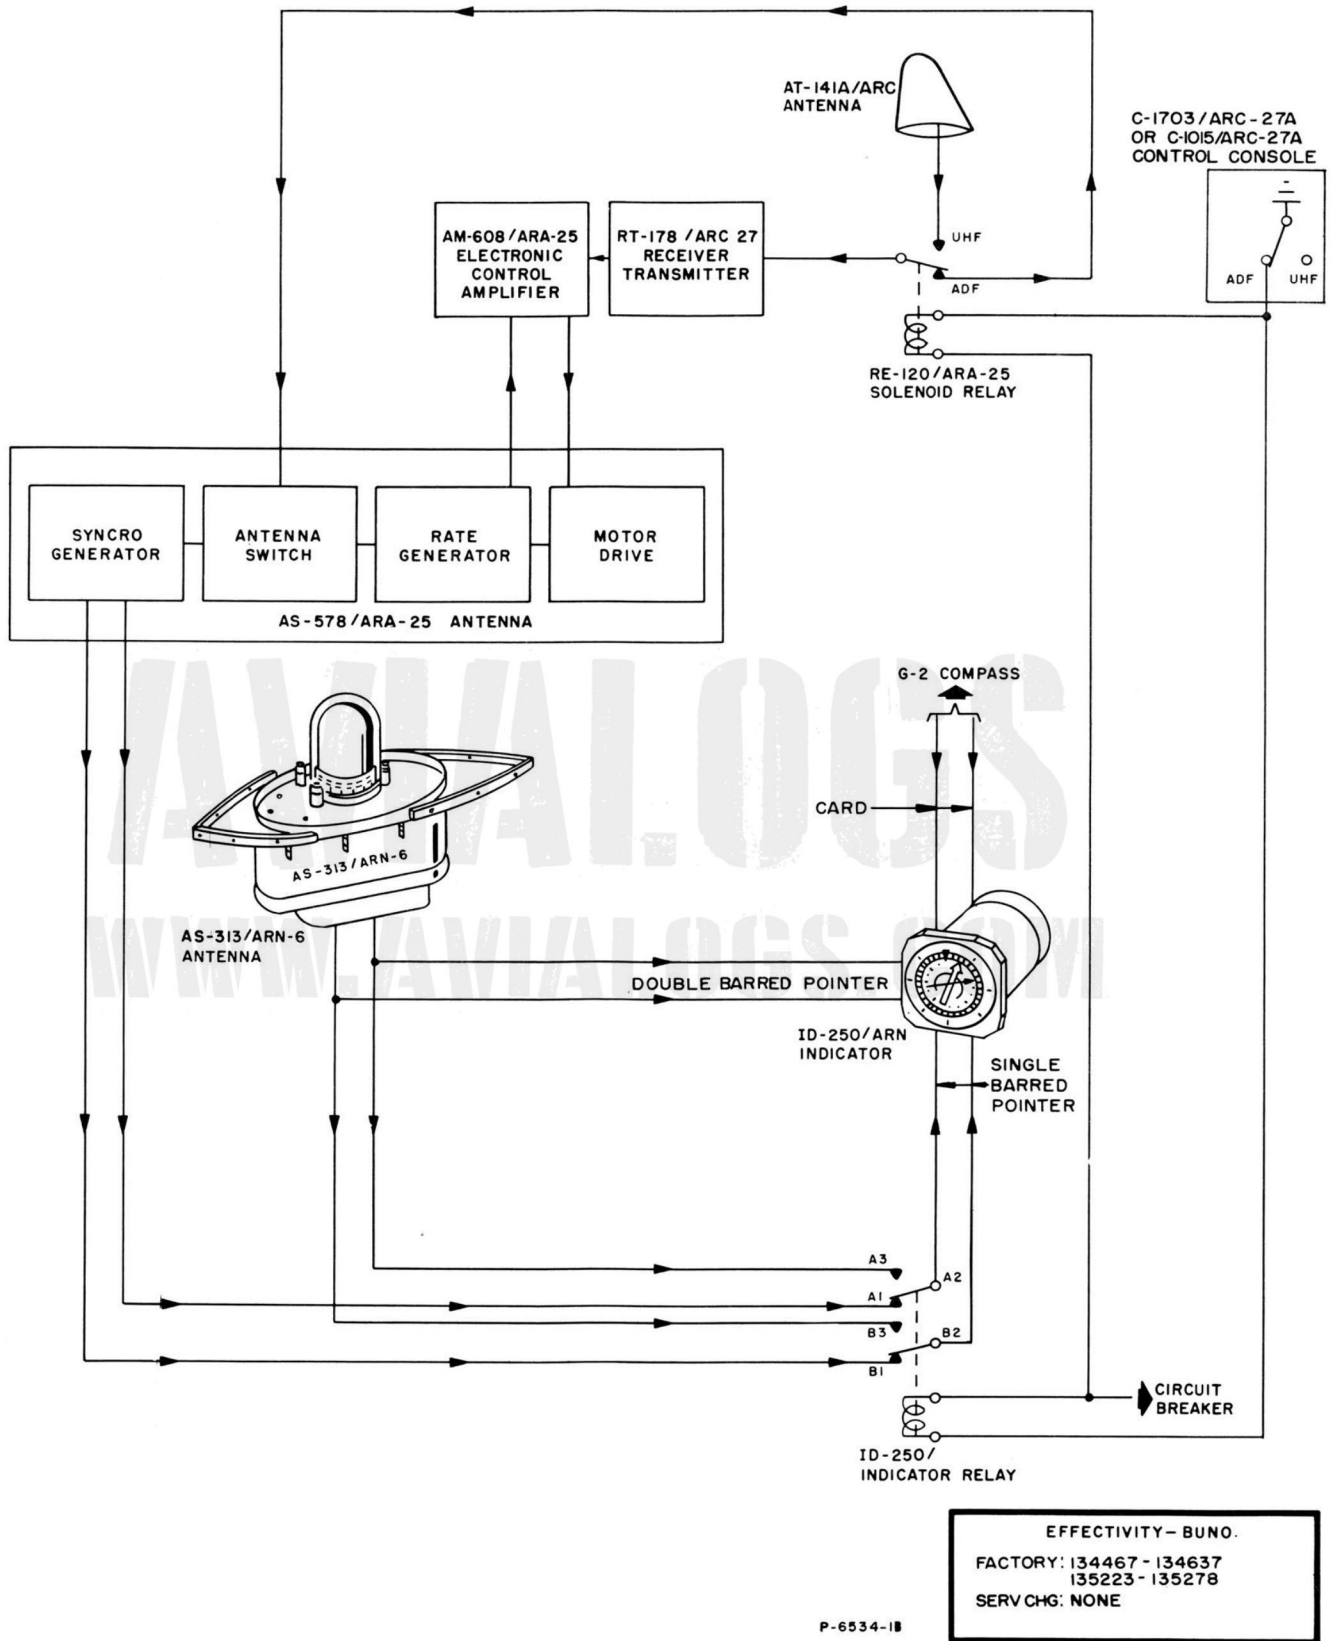 AT-141A/ARC
ANTENNA
C-1703/ARC-27A
OR C-1015/ARC-27A
CONTROL CONSOLE
ADF
UHF
AM-608/ARA-25
ELECTRONIC
CONTROL
AMPLIFIER
RT-178 /ARC 27
RECEIVER
TRANSMITTER
UHF
ADF
RE-120/ARA-25
SOLENOID RELAY
SYNCRO
GENERATOR
ANTENNA
SWITCH
RATE
GENERATOR
MOTOR
DRIVE
AS-578/ARA-25 ANTENNA
AVIALOGS
WWW.AVIALOGS.COM
G-2 COMPASS
CARD
AS-313/ARN-6
AS-313/ARN-6
ANTENNA
DOUBLE BARRED POINTER
ID-250/ARN
INDICATOR
SINGLE
BARRED
POINTER
A3
A2
A1
B3
B2
B1
CIRCUIT
BREAKER
ID-250/
INDICATOR RELAY
EFFECTIVITY-BUNO.
FACTORY: 134467-134637
135223-135278
SERV CHG: NONE
P-6534-1B